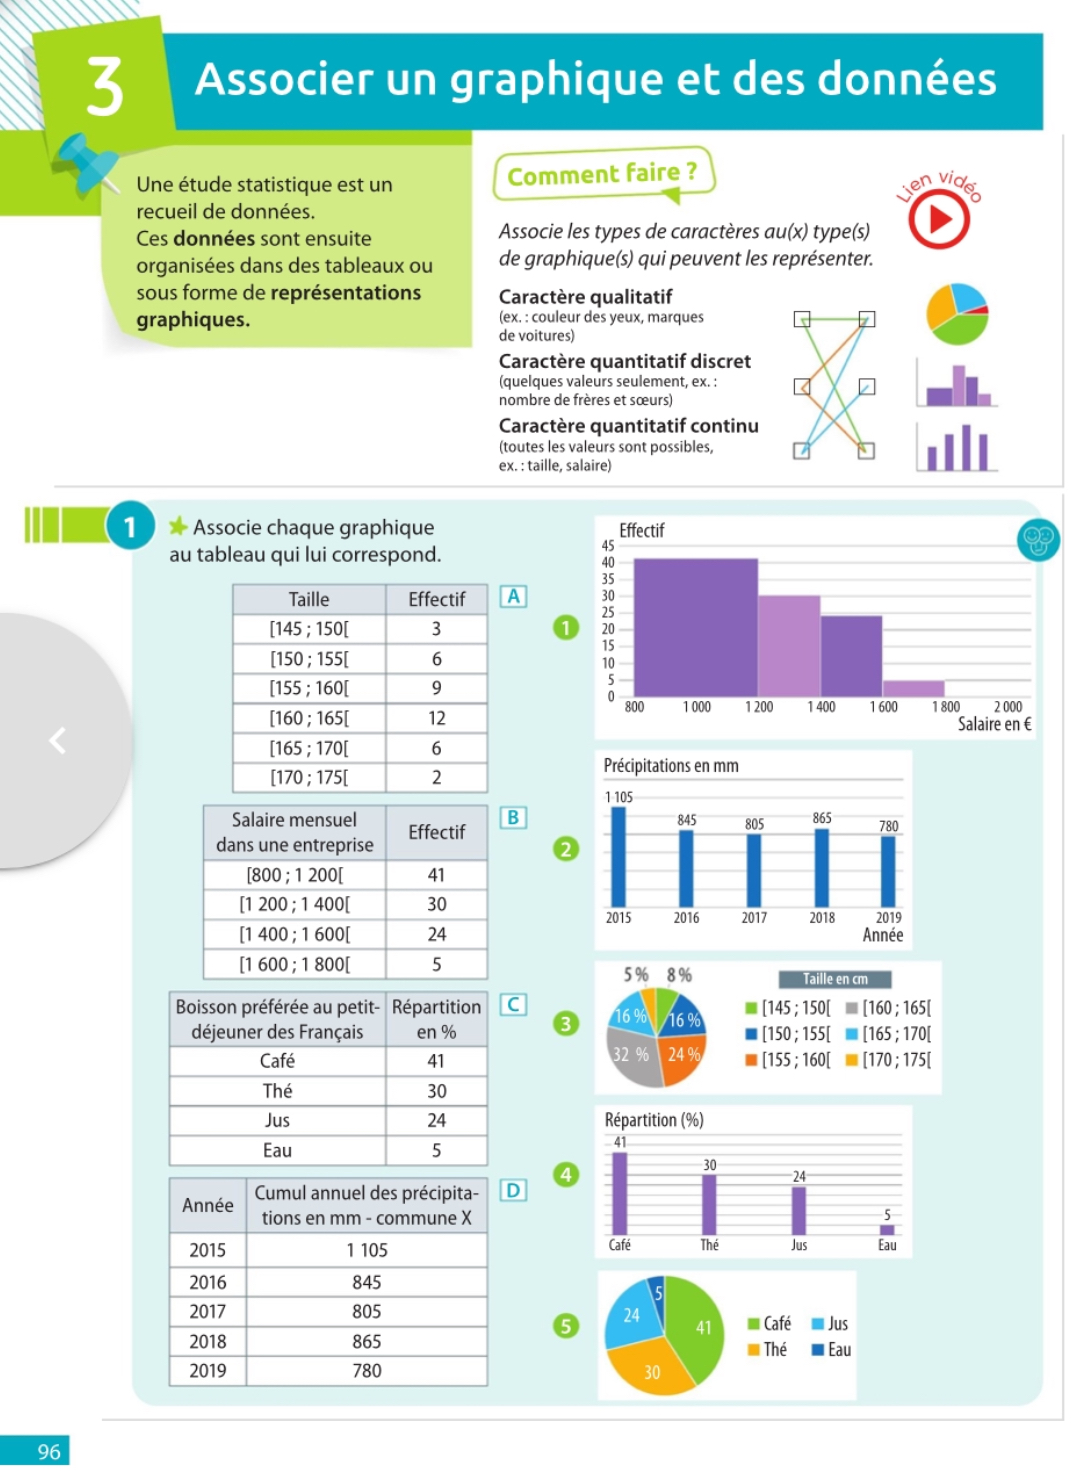 3
Associer un graphique et des données
Une étude statistique est un
recueil de données.
Ces données sont ensuite
organisées dans des tableaux ou
sous forme de représentations
graphiques.
Comment faire ?
Lien vidéo
Associe les types de caractères au(x) type(s)
de graphique(s) qui peuvent les représenter.
Caractère qualitatif
(ex. : couleur des yeux, marques
de voitures)
Caractère quantitatif discret
(quelques valeurs seulement, ex. :
nombre de frères et sœurs)
Caractère quantitatif continu
(toutes les valeurs sont possibles,
ex. : taille, salaire)
1 Associe chaque graphique
au tableau qui lui correspond.
A
Taille Effectif
[145 ; 150[ 3
[150 ; 155[ 6
[155 ; 160[ 9
[160 ; 165[ 12
[165 ; 170[ 6
[170 ; 175[ 2
B
Salaire mensuel
dans une entreprise Effectif
[800 ; 1 200[ 41
[1 200 ; 1 400[ 30
[1 400 ; 1 600[ 24
[1 600 ; 1 800[ 5
C
Boisson préférée au petit- Répartition
déjeuner des Français en %
Café 41
Thé 30
Jus 24
Eau 5
D
Année Cumul annuel des précipita-
tions en mm - commune X
2015 1 105
2016 845
2017 805
2018 865
2019 780
1
Effectif
45
40
35
30
25
20
15
10
5
0
800 1 000 1 200 1 400 1 600 1 800 2 000
Salaire en €
2
Précipitations en mm
1 105 845 805 865 780
2015 2016 2017 2018 2019
Année
3
5 % 8 %
16 % 16 %
32 % 24 %
Taille en cm
[145 ; 150[ [160 ; 165[
[150 ; 155[ [165 ; 170[
[155 ; 160[ [170 ; 175[
4
Répartition (%)
41 30 24 5
Café Thé Jus Eau
5
5
24 41
30
Café Jus
Thé Eau
96